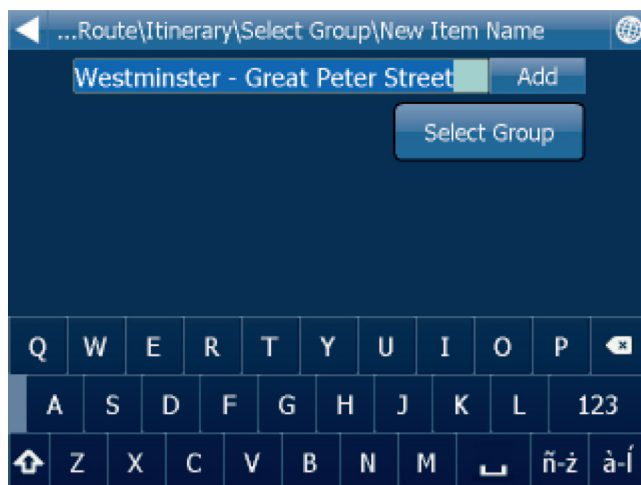 ...Route\Itinerary\Select Group\New Item Name
Westminster - Great Peter Street Add
Select Group
Q W E R T Y U I O P
A S D F G H J K L 123
Z X C V B N M ñ-ż à-Í